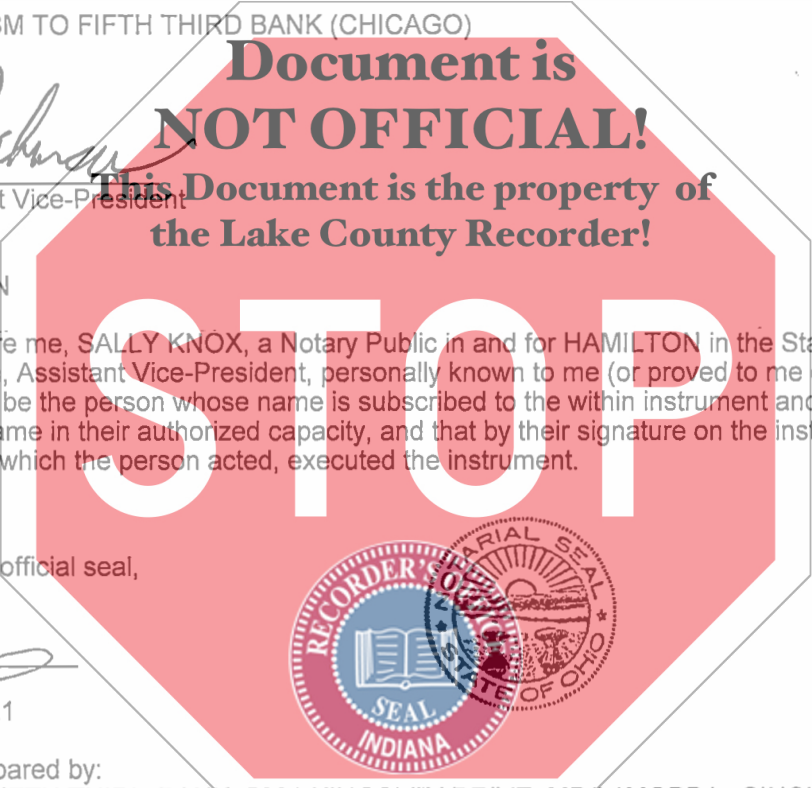 BM TO FIFTH THIRD BANK (CHICAGO)
Document is
NOT OFFICIAL!
This Document is the property of
the Lake County Recorder!
t Vice-President
N
STOP
re me, SALLY KNOX, a Notary Public in and for HAMILTON in the Sta
, Assistant Vice-President, personally known to me (or proved to me
be the person whose name is subscribed to the within instrument and
ame in their authorized capacity, and that by their signature on the inst
which the person acted, executed the instrument.
official seal,
RECORDER'S OFFICE
SEAL
INDIANA
NOTARIAL SEAL
STATE OF OHIO
1
pared by: